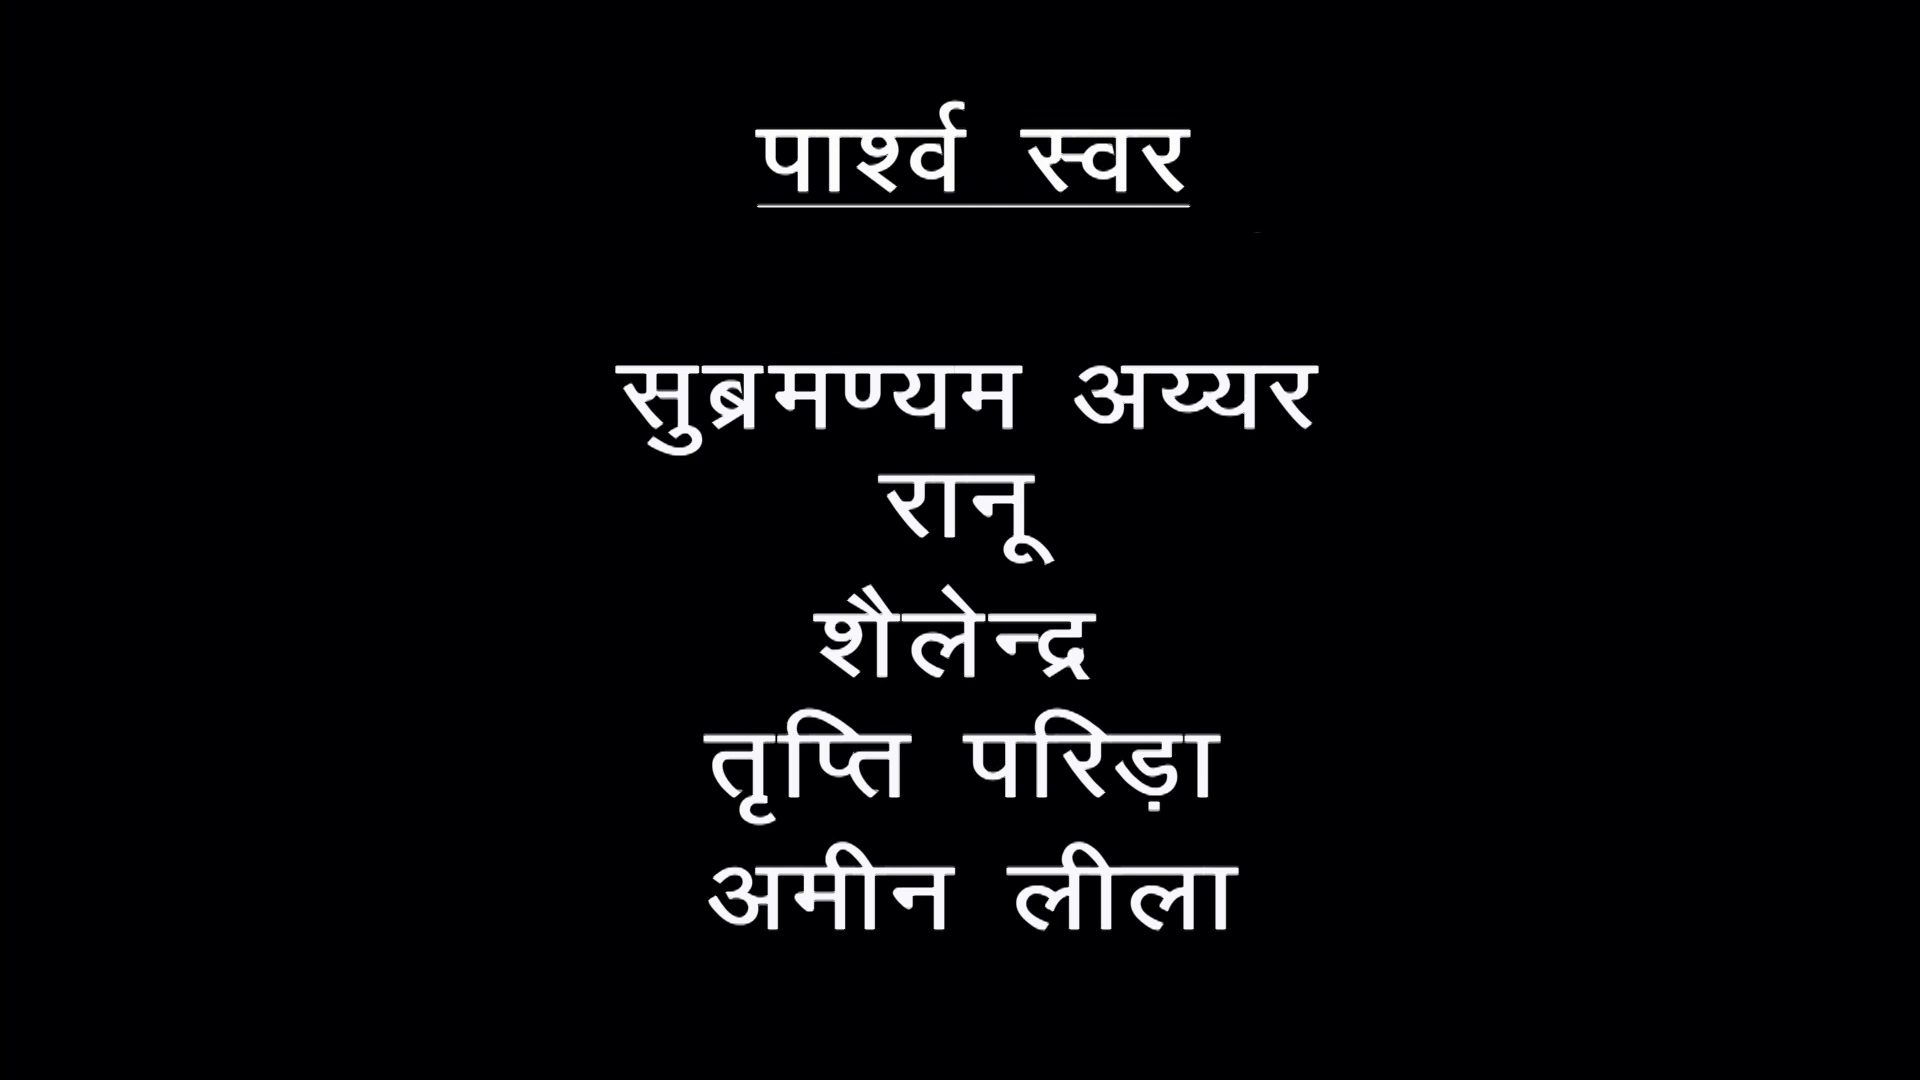 पार्श्व स्वर
सुब्रमण्यम अय्यर
रानू
शैलेन्द्र
तृप्ति परिड़ा
अमीन लीला